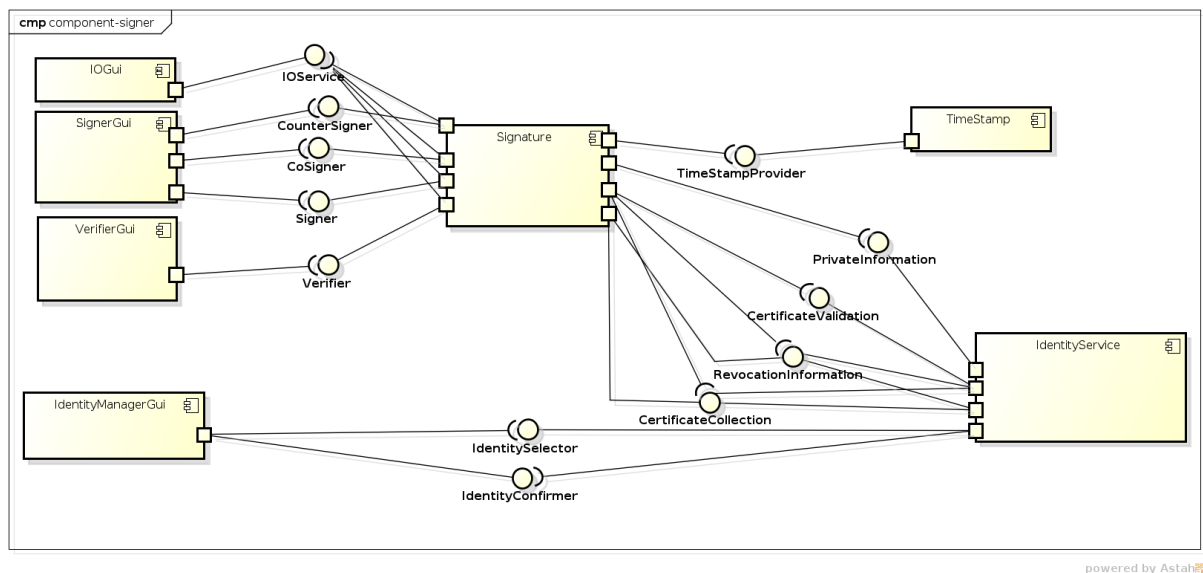 cmp component-signer
IOGui
IOService
SignerGui
CounterSigner
CoSigner
Signer
Signature
TimeStamp
TimeStampProvider
VerifierGui
Verifier
PrivateInformation
CertificateValidation
IdentityService
RevocationInformation
CertificateCollection
IdentityManagerGui
IdentitySelector
IdentityConfirmer
powered by Astah